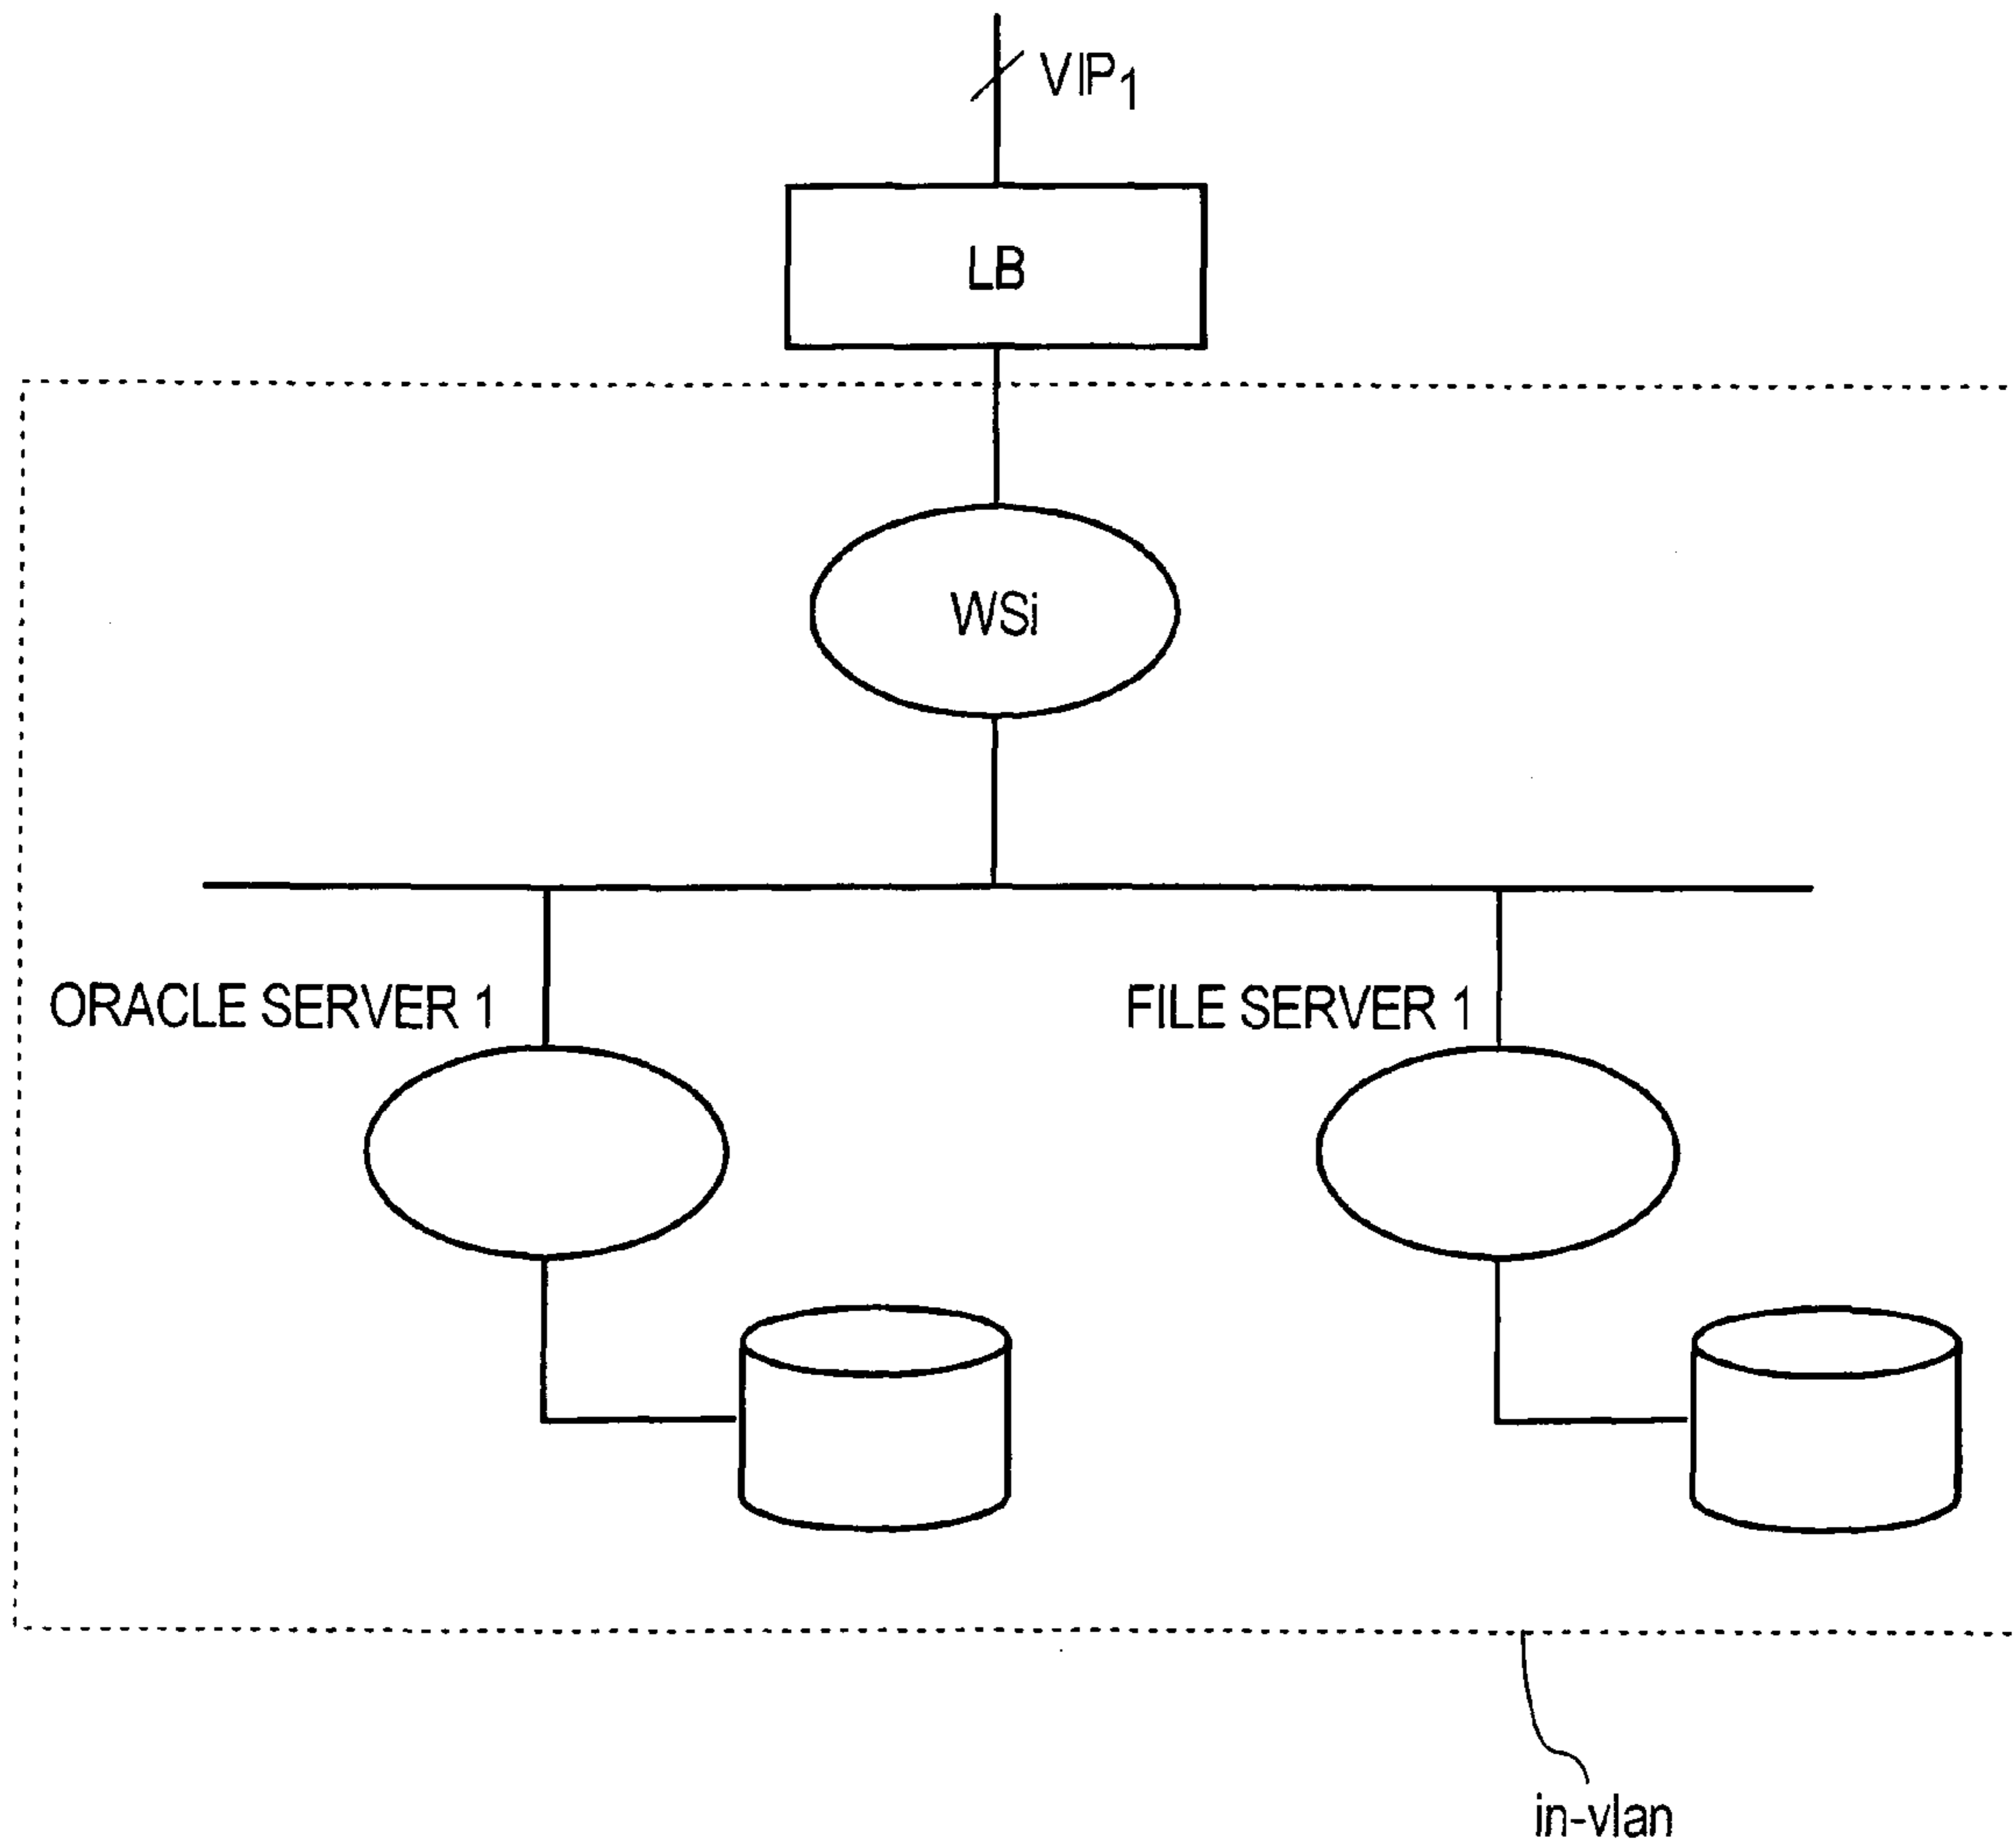 VIP1
LB
WSi
ORACLE SERVER 1
FILE SERVER 1
in-vlan